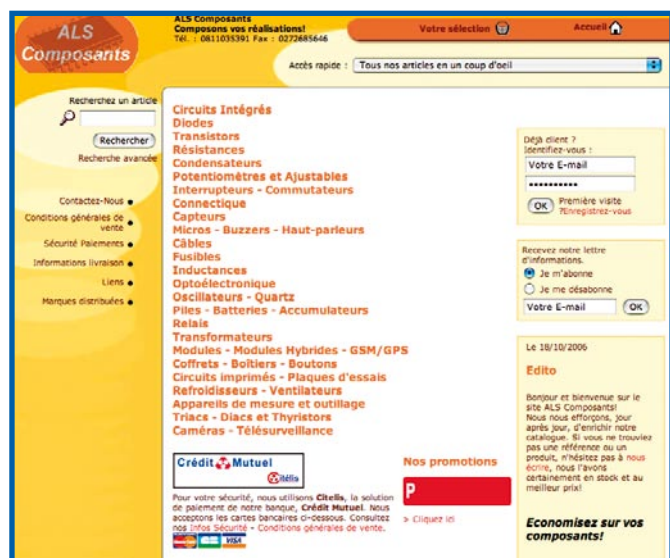 ALS
Composants
ALS Composants
Composons vos réalisations!
Tél. : 0811035391 Fax : 0272685646
Votre sélection
Accueil
Accès rapide :
Tous nos articles en un coup d'oeil
Recherchez un article
Rechercher
Recherche avancée
Contactez-Nous
Conditions générales de
vente
Sécurité Paiements
Informations livraison
Liens
Marques distribuées
Circuits Intégrés
Diodes
Transistors
Résistances
Condensateurs
Potentiomètres et Ajustables
Interrupteurs - Commutateurs
Connectique
Capteurs
Micros - Buzzers - Haut-parleurs
Câbles
Fusibles
Inductances
Optoélectronique
Oscillateurs - Quartz
Piles - Batteries - Accumulateurs
Relais
Transformateurs
Modules - Modules Hybrides - GSM/GPS
Coffrets - Boîtiers - Boutons
Circuits imprimés - Plaques d'essais
Refroidisseurs - Ventilateurs
Appareils de mesure et outillage
Triacs - Diacs et Thyristors
Caméras - Télésurveillance
Crédit Mutuel
Citélis
Pour votre sécurité, nous utilisons Citelis, la solution
de paiement de notre banque, Crédit Mutuel. Nous
acceptons les cartes bancaires ci-dessous. Consultez
nos Infos Sécurité - Conditions générales de vente.
VISA
Nos promotions
P
> Cliquez ici
Déjà client ?
Identifiez-vous :
Votre E-mail
••••••••••
OK
Première visite
?Enregistrez-vous
Recevez notre lettre
d'informations.
Je m'abonne
Je me désabonne
Votre E-mail
OK
Le 18/10/2006
Edito
Bonjour et bienvenue sur le
site ALS Composants!
Nous nous efforçons, jour
après jour, d'enrichir notre
catalogue. Si vous ne trouviez
pas une référence ou un
produit, n'hésitez pas à nous
écrire, nous l'avons
certainement en stock et au
meilleur prix!
Economisez sur vos
composants!